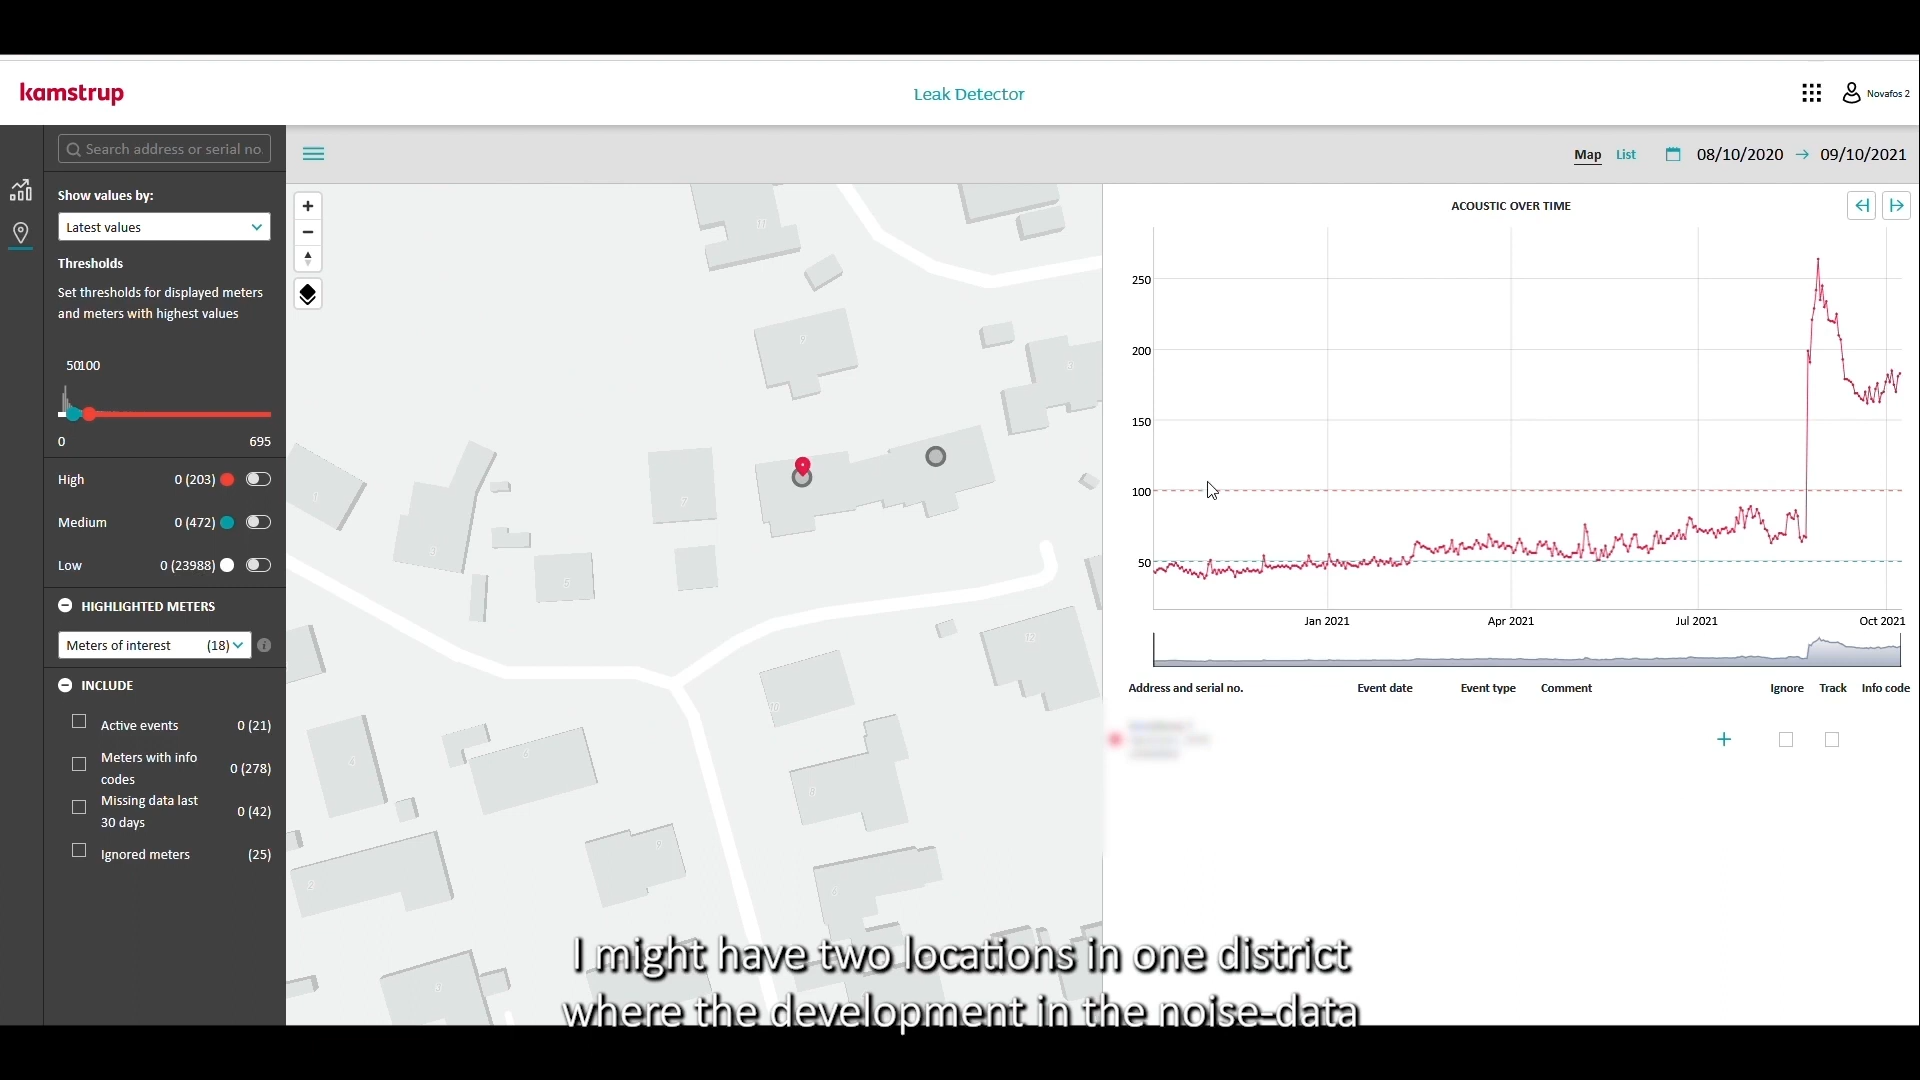 kamstrup
Leak Detector
Novafos 2
Search address or serial no.
Map
List
08/10/2020 → 09/10/2021
Show values by:
Latest values
Thresholds
Set thresholds for displayed meters
and meters with highest values
50100
0
695
High
0 (203)
Medium
0 (472)
Low
0 (23988)
HIGHLIGHTED METERS
Meters of interest (18)
INCLUDE
Active events
0 (21)
Meters with info
codes
0 (278)
Missing data last
30 days
0 (42)
Ignored meters
(25)
ACOUSTIC OVER TIME
250
200
150
100
50
Jan 2021
Apr 2021
Jul 2021
Oct 2021
Address and serial no.
Event date
Event type
Comment
Ignore
Track
Info code
I might have two locations in one district
where the development in the noise-data